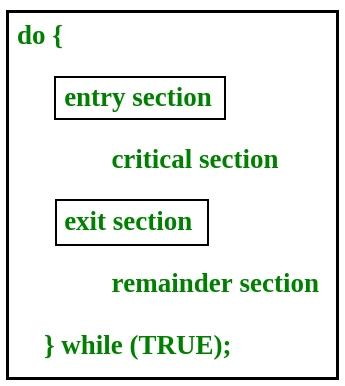 do {
entry section
critical section
exit section
remainder section
} while (TRUE);